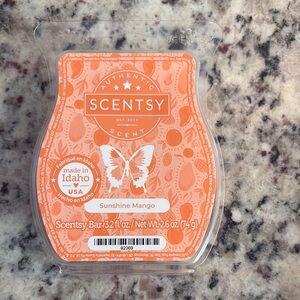 AUTHENTIC
SCENTSY
EST. 2004
SCENT
made in
Idaho
USA
Sunshine Mango
Scentsy Bar 3.2 fl. oz. / Net Wt. 2.6 oz (74 g)